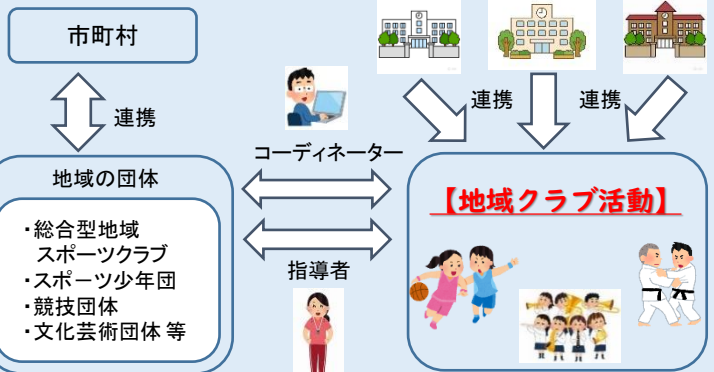 市町村
連携
連携
連携
コーディネーター
地域の団体
・総合型地域
スポーツクラブ
・スポーツ少年団
・競技団体
・文化芸術団体 等
指導者
【地域クラブ活動】